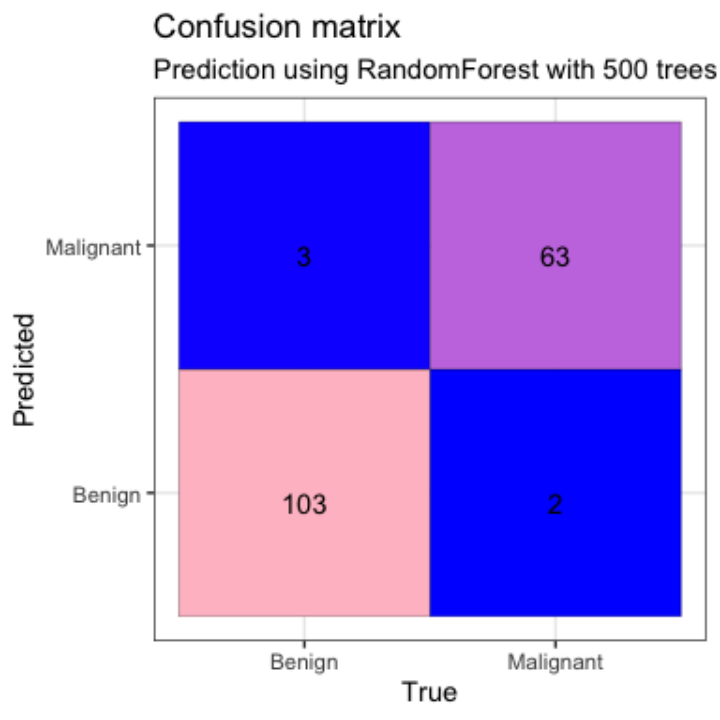 Confusion matrix
Prediction using RandomForest with 500 trees
Malignant
3
63
Predicted
Benign
103
2
Benign
Malignant
True